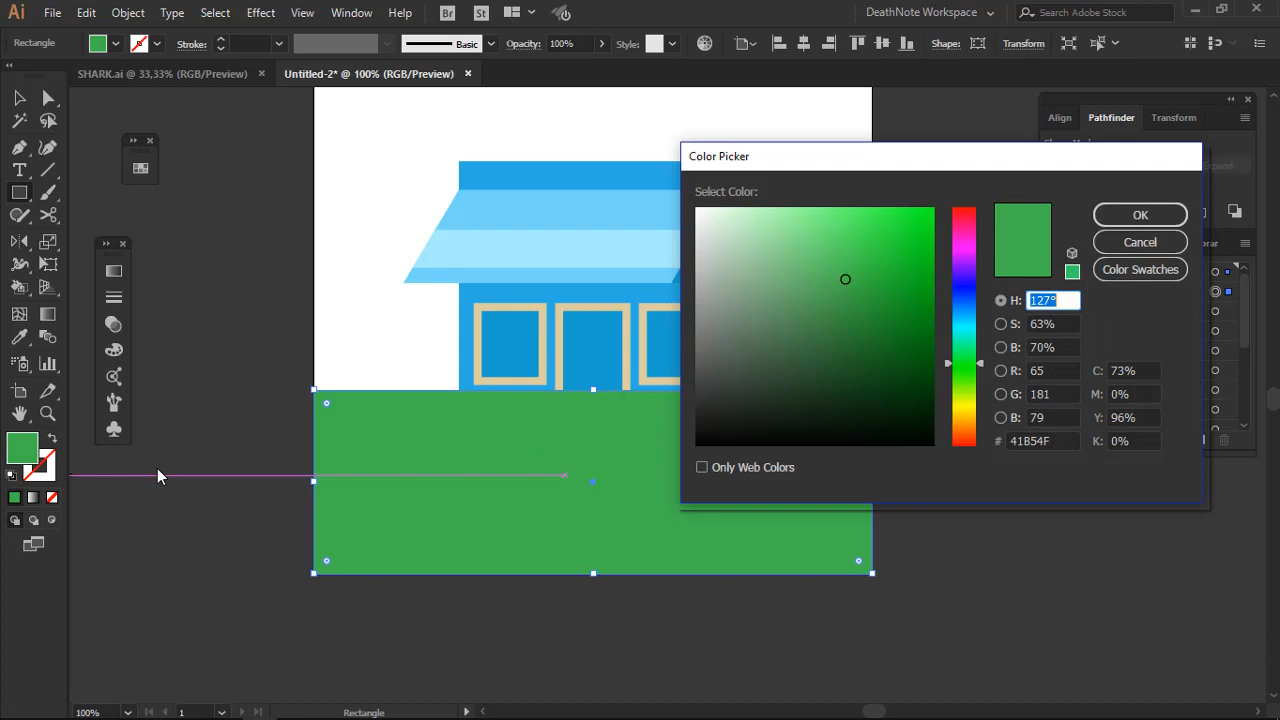 Ai File Edit Object Type Select Effect View Window Help Br St DeathNote Workspace Search Adobe Stock
Rectangle Stroke: Basic Opacity: 100% Style: Shape: Transform
SHARK.ai @ 33,33% (RGB/Preview) × Untitled-2* @ 100% (RGB/Preview) ×
Align Pathfinder Transform
Color Picker
Select Color:
OK
Cancel
Color Swatches
H: 127°
S: 63%
B: 70%
R: 65 C: 73%
G: 181 M: 0%
B: 79 Y: 96%
# 41B54F K: 0%
Only Web Colors
100% 1 Rectangle